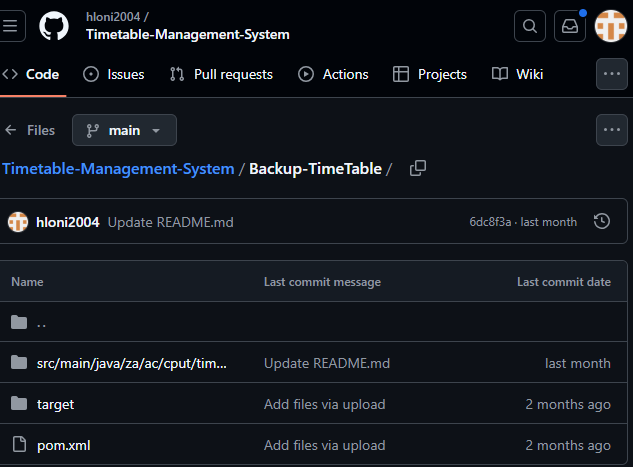 hloni2004 /
Timetable-Management-System
Code Issues Pull requests Actions Projects Wiki
Files main
Timetable-Management-System / Backup-TimeTable /
hloni2004 Update README.md 6dc8f3a · last month
Name Last commit message Last commit date
..
src/main/java/za/ac/cput/tim... Update README.md last month
target Add files via upload 2 months ago
pom.xml Add files via upload 2 months ago